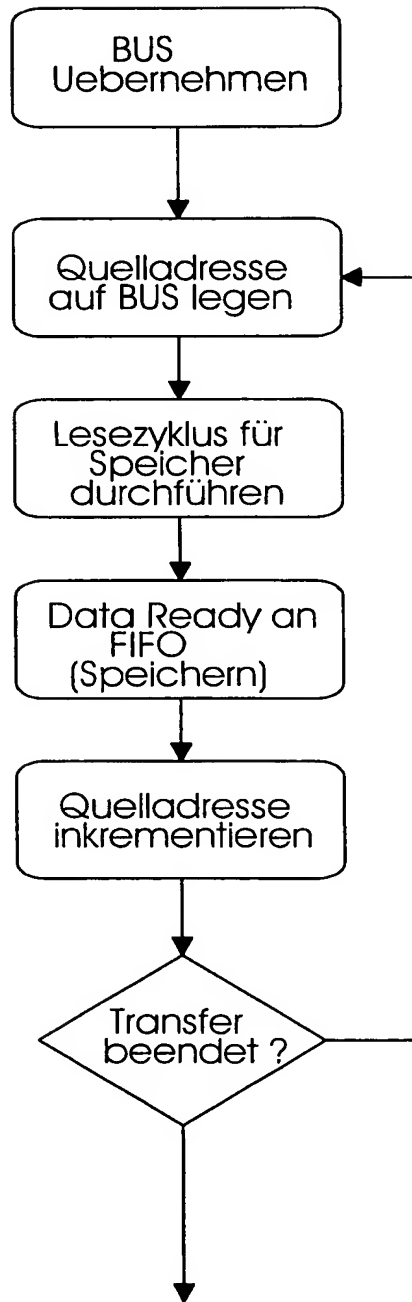 BUS
Uebernehmen
Quelladresse
auf BUS legen
Lesezyklus für
Speicher
durchführen
Data Ready an
FIFO
(Speichern)
Quelladresse
inkrementieren
Transfer
beendet ?